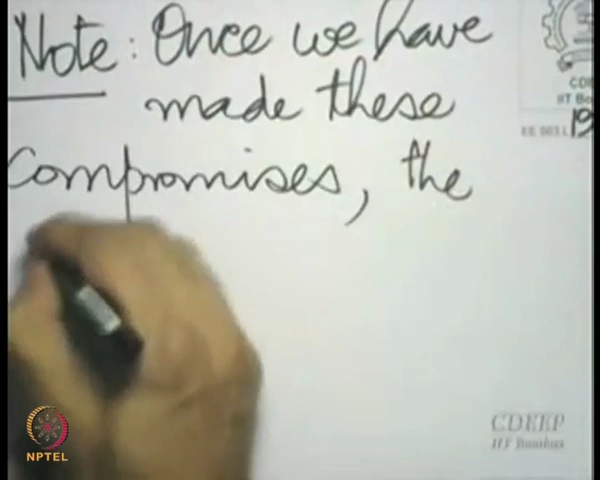 Note: Once we have
made these
Compromises, the
CDEEP
IIT Bombay
NPTEL